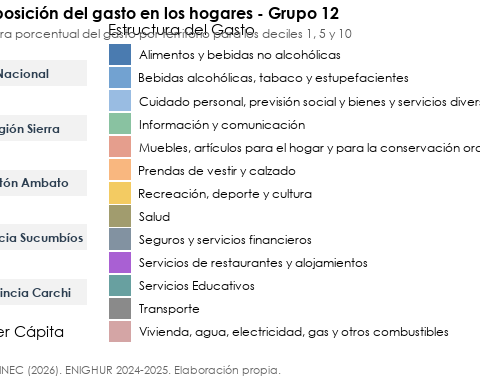 posición del gasto en los hogares - Grupo 12
Estructura del Gasto
ra porcentual del gasto por territorio para los deciles 1, 5 y 10
Nacional
gión Sierra
tón Ambato
cia Sucumbíos
incia Carchi
er Cápita
Alimentos y bebidas no alcohólicas
Bebidas alcohólicas, tabaco y estupefacientes
Cuidado personal, previsión social y bienes y servicios divers
Información y comunicación
Muebles, artículos para el hogar y para la conservación ord
Prendas de vestir y calzado
Recreación, deporte y cultura
Salud
Seguros y servicios financieros
Servicios de restaurantes y alojamientos
Servicios Educativos
Transporte
Vivienda, agua, electricidad, gas y otros combustibles
INEC (2026). ENIGHUR 2024-2025. Elaboración propia.